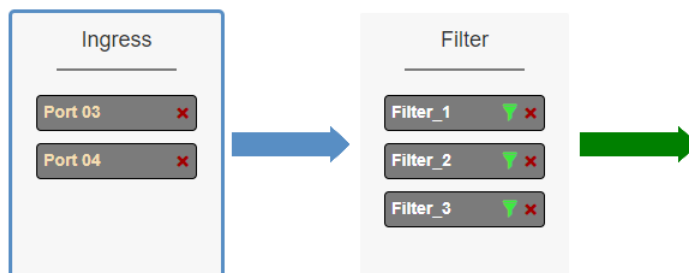 Ingress
Port 03
Port 04
Filter
Filter_1
Filter_2
Filter_3